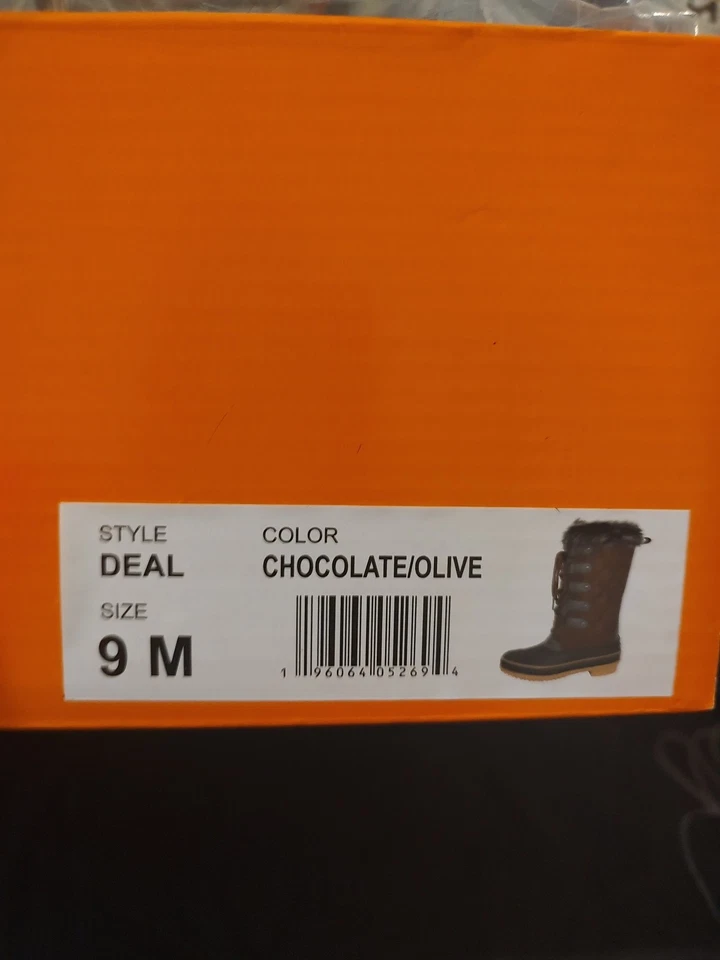 STYLE
DEAL
COLOR
CHOCOLATE/OLIVE
SIZE
9 M
1 96064 05269 4